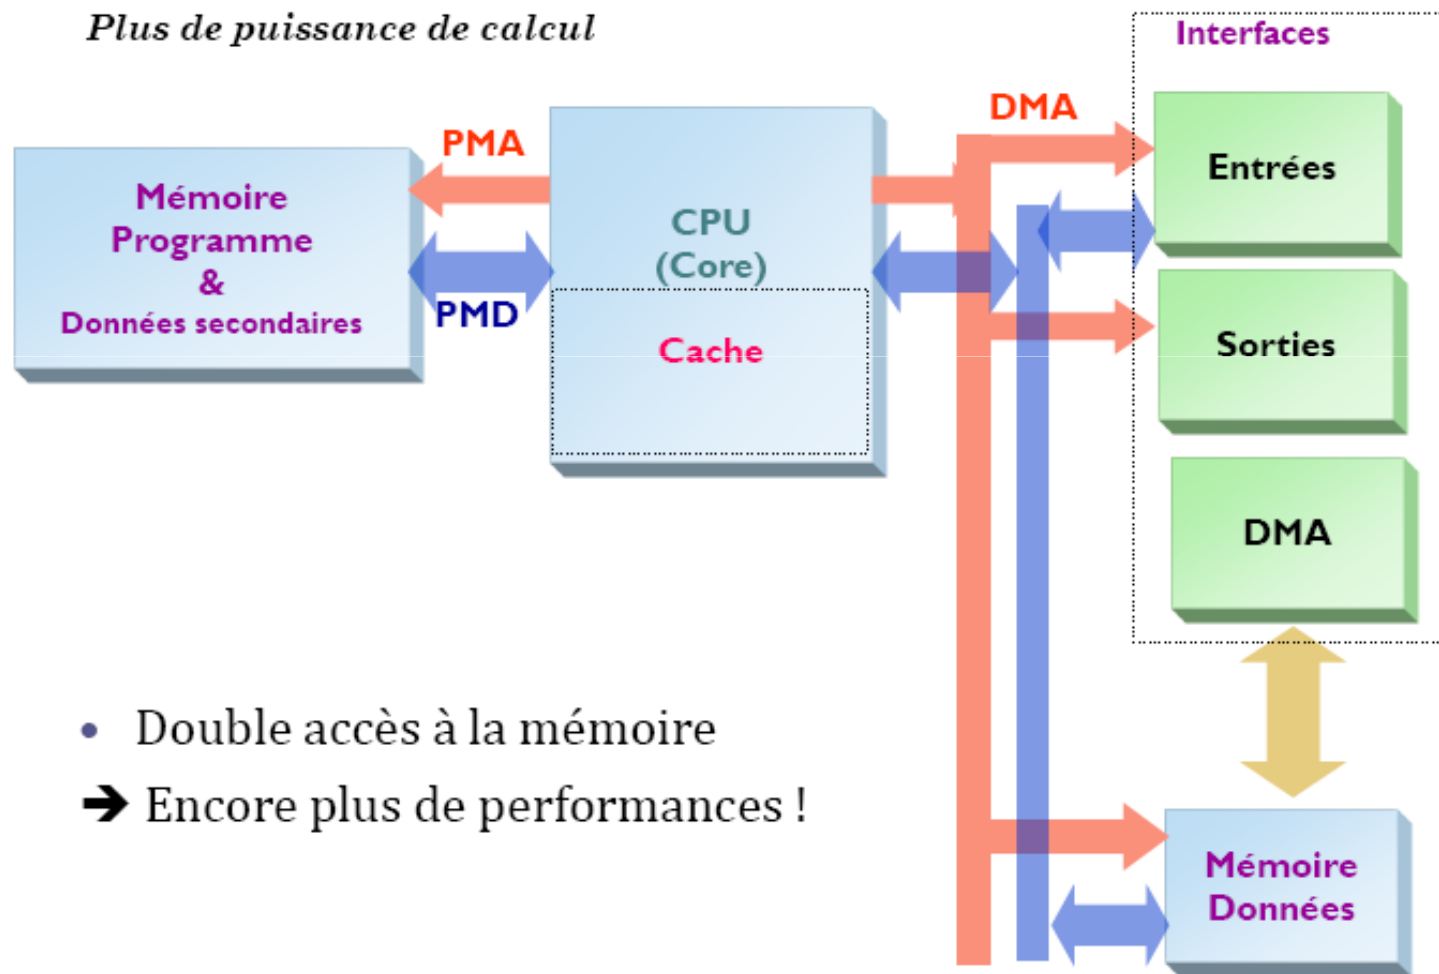 Plus de puissance de calcul
Interfaces
PMA
DMA
Mémoire
Programme
&
Données secondaires
PMD
CPU
(Core)
Cache
Entrées
Sorties
DMA
• Double accès à la mémoire
➔ Encore plus de performances !
Mémoire
Données